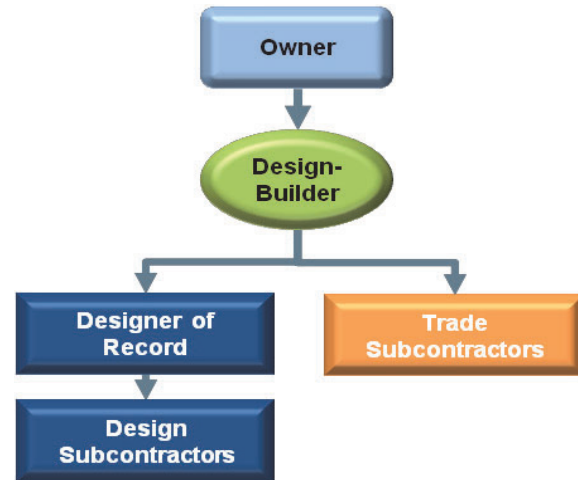 Owner
Design-
Builder
Designer of
Record
Trade
Subcontractors
Design
Subcontractors